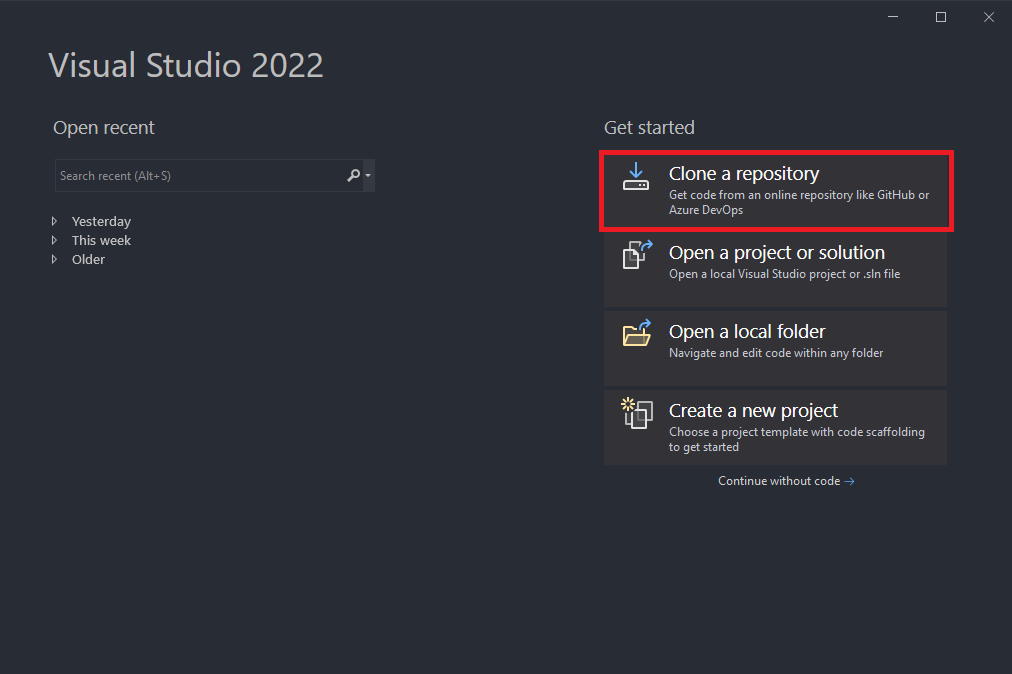 Visual Studio 2022
Open recent
Search recent (Alt+S)
Yesterday
This week
Older
Get started
Clone a repository
Get code from an online repository like GitHub or
Azure DevOps
Open a project or solution
Open a local Visual Studio project or .sln file
Open a local folder
Navigate and edit code within any folder
Create a new project
Choose a project template with code scaffolding
to get started
Continue without code →